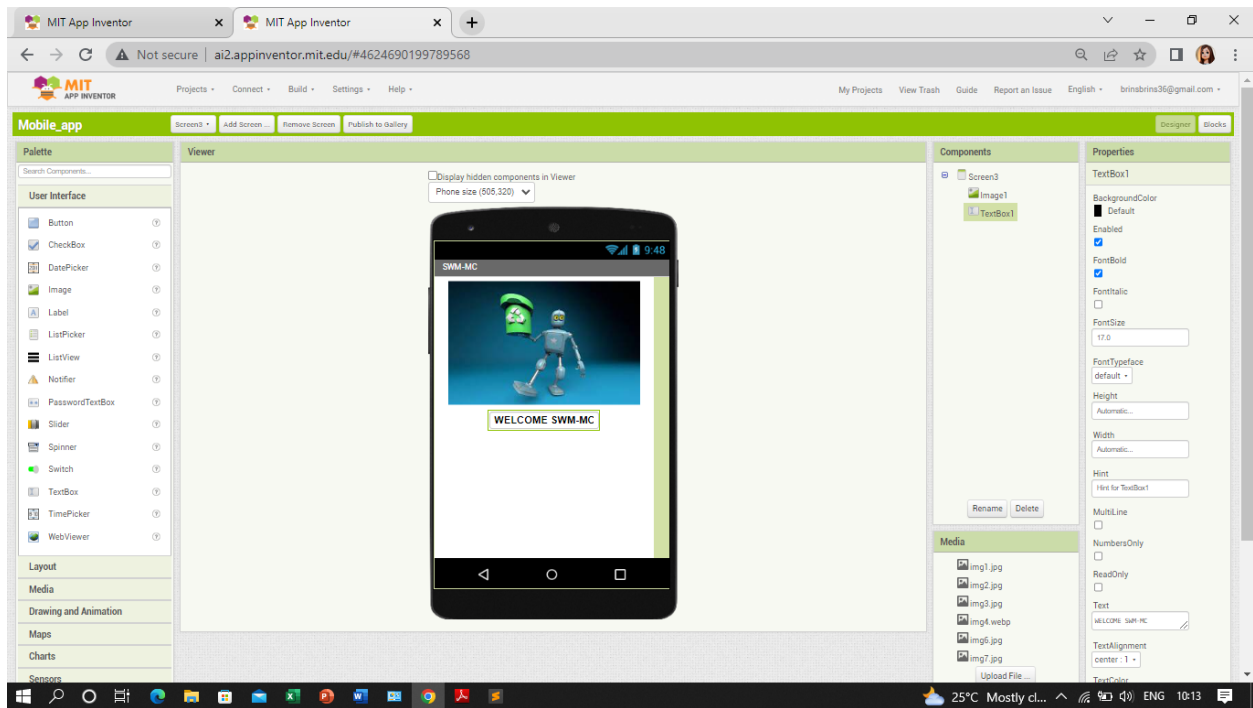 MIT App Inventor
MIT App Inventor
Not secure
ai2.appinventor.mit.edu/#4624690199789568
MIT
APP INVENTOR
Projects
Connect
Build
Settings
Help
My Projects
View Trash
Guide
Report an Issue
English
brinsbrins36@gmail.com
Mobile_app
Screen3
Add Screen ...
Remove Screen
Publish to Gallery
Designer
Blocks
Palette
Search Components...
User Interface
Button
CheckBox
DatePicker
Image
Label
ListPicker
ListView
Notifier
PasswordTextBox
Slider
Spinner
Switch
TextBox
TimePicker
WebViewer
Layout
Media
Drawing and Animation
Maps
Charts
Sensors
Viewer
Display hidden components in Viewer
Phone size (505,320)
9:48
SWM-MC
WELCOME SWM-MC
Components
Screen3
Image1
TextBox1
Rename
Delete
Media
img1.jpg
img2.jpg
img3.jpg
img4.webp
img6.jpg
img7.jpg
Upload File ...
Properties
TextBox1
BackgroundColor
Default
Enabled
FontBold
FontItalic
FontSize
17.0
FontTypeface
default
Height
Automatic...
Width
Automatic...
Hint
Hint for TextBox1
MultiLine
NumbersOnly
ReadOnly
Text
WELCOME SWM-MC
TextAlignment
center : 1
TextColor
25°C Mostly cl...
ENG
10:13